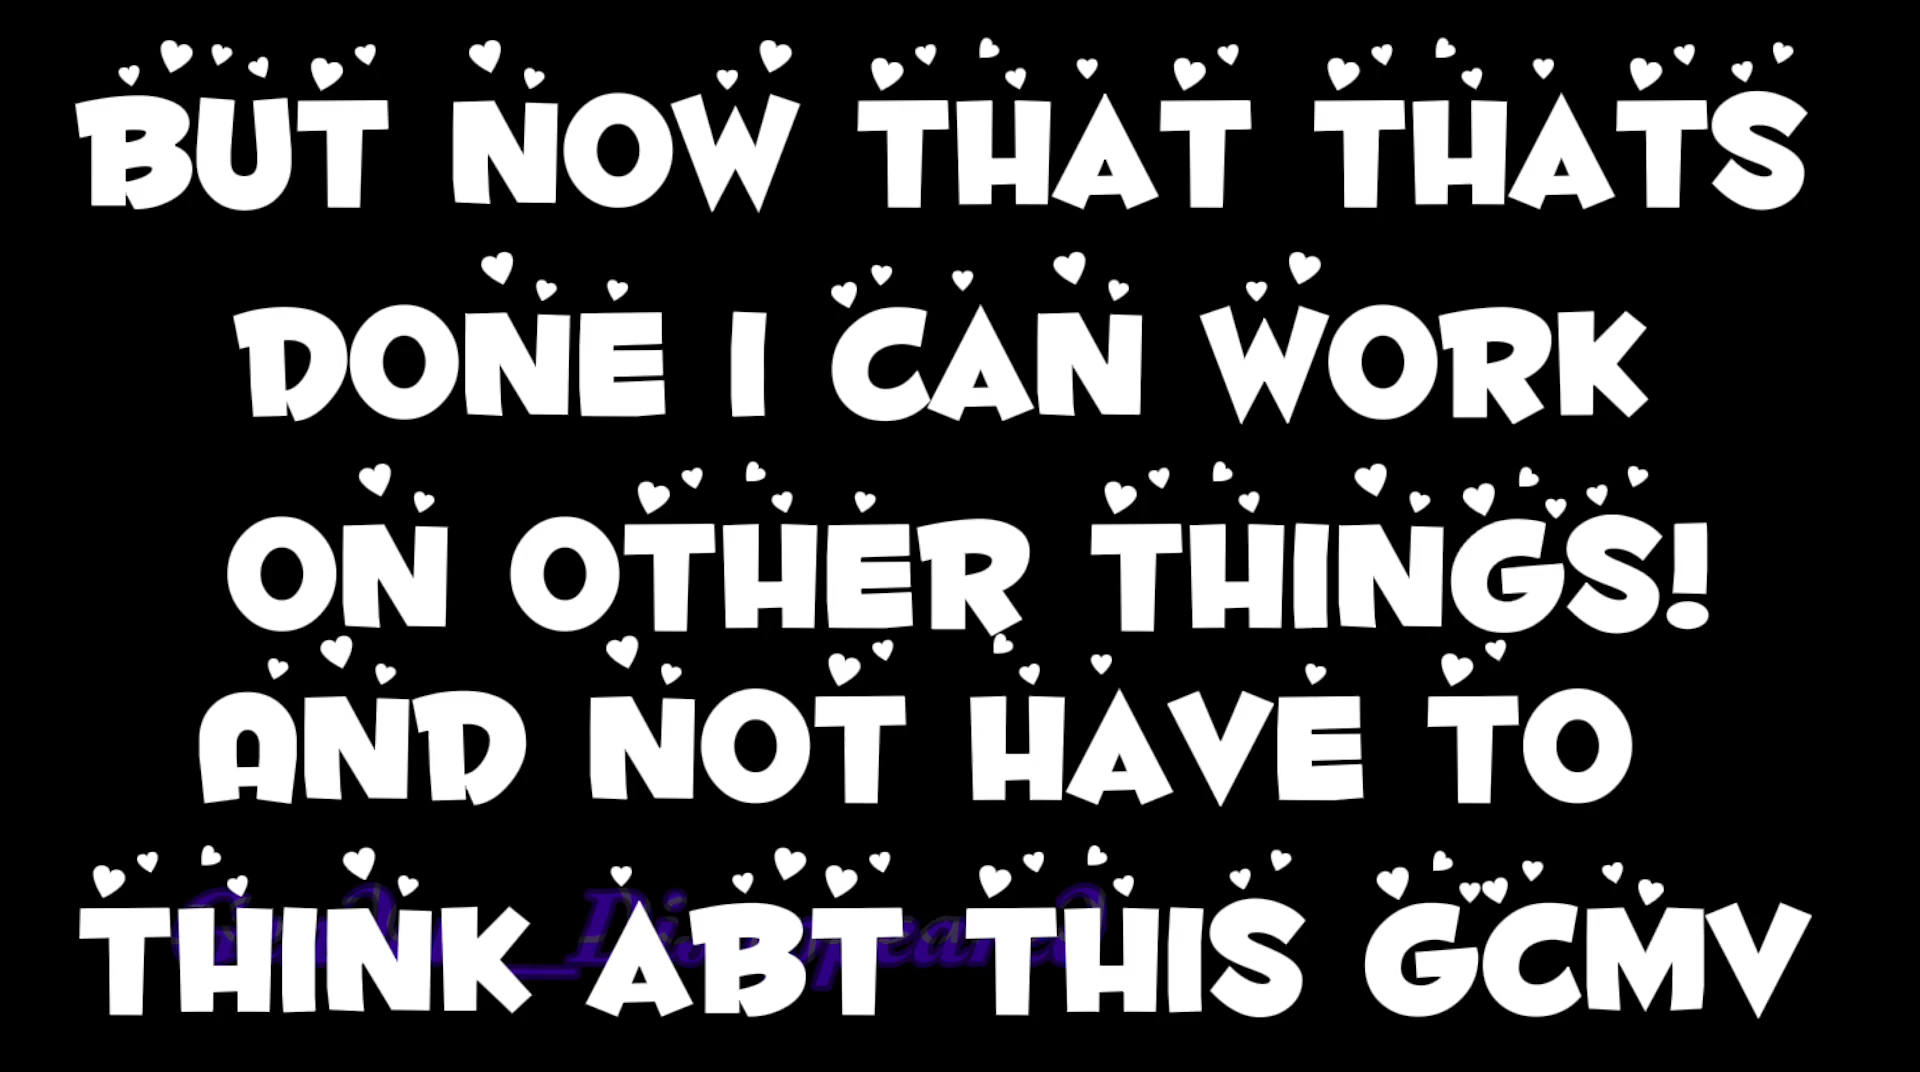 BUT NOW THAT THATS
DONE I CAN WORK
ON OTHER THINGS!
AND NOT HAVE TO
THINK ABT THIS GCMV